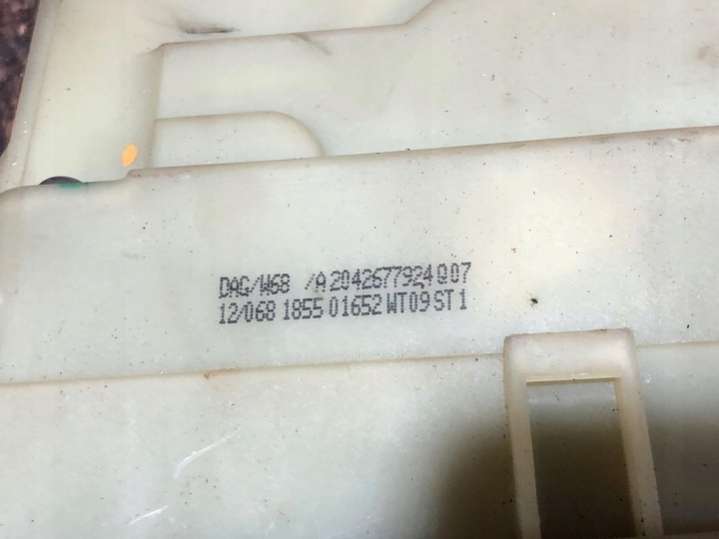 DAG/W68 /A 2042677924 Q07
12/068 1855 01652 WT09 ST1